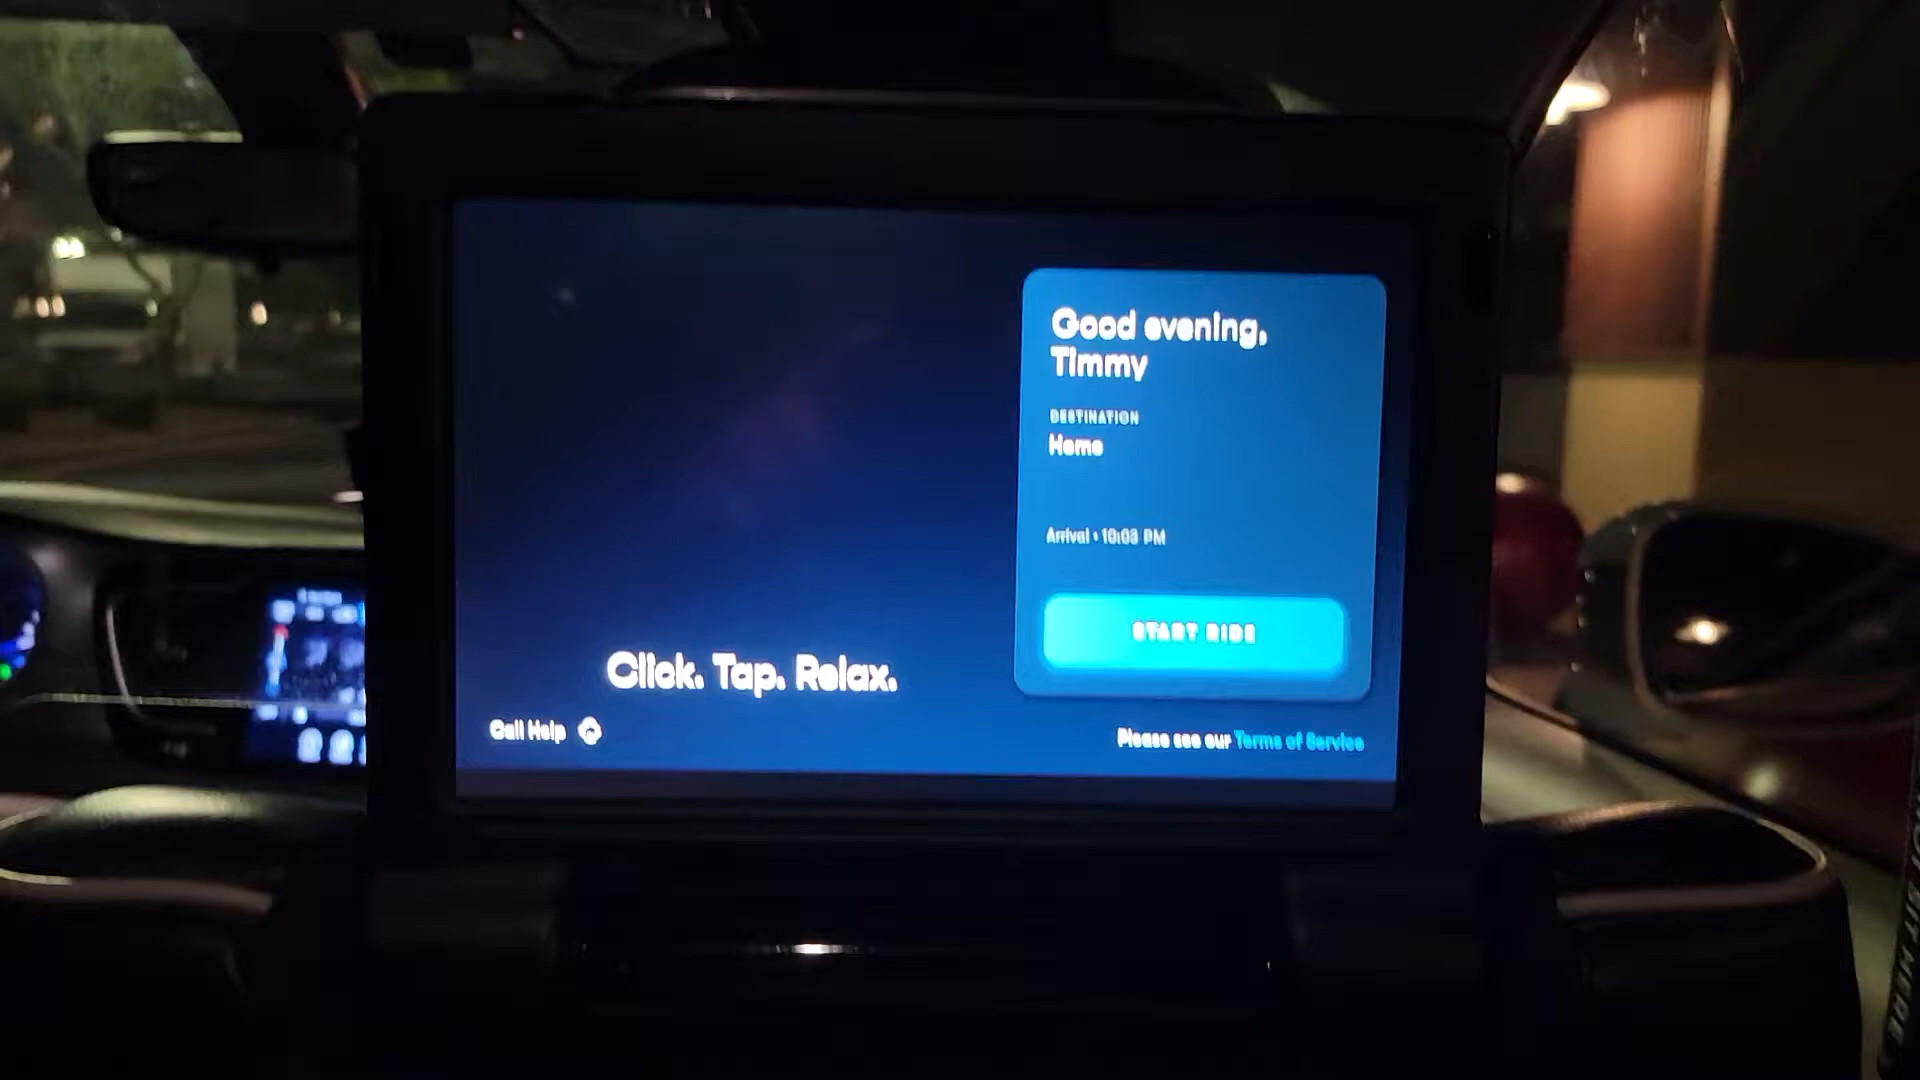 Good evening,
Timmy
DESTINATION
Home
Arrival • 10:03 PM
START RIDE
Click. Tap. Relax.
Call Help
Please see our Terms of Service